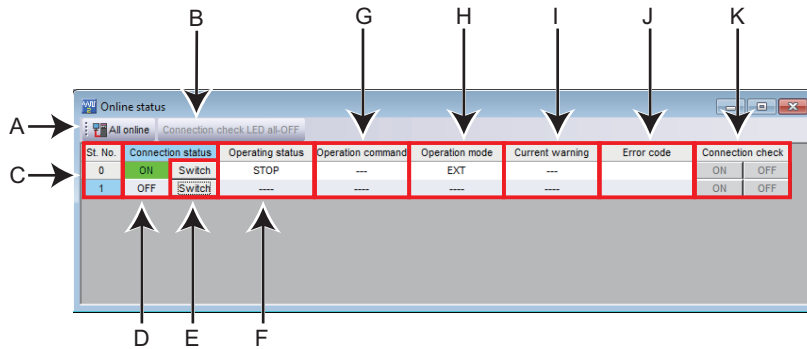 B G H I J K
Online status
A All online Connection check LED all-OFF
St. No. Connection status Operating status Operation command Operation mode Current warning Error code Connection check
C 0 ON Switch STOP --- EXT --- ON OFF
1 OFF Switch ---- ON OFF
D E F